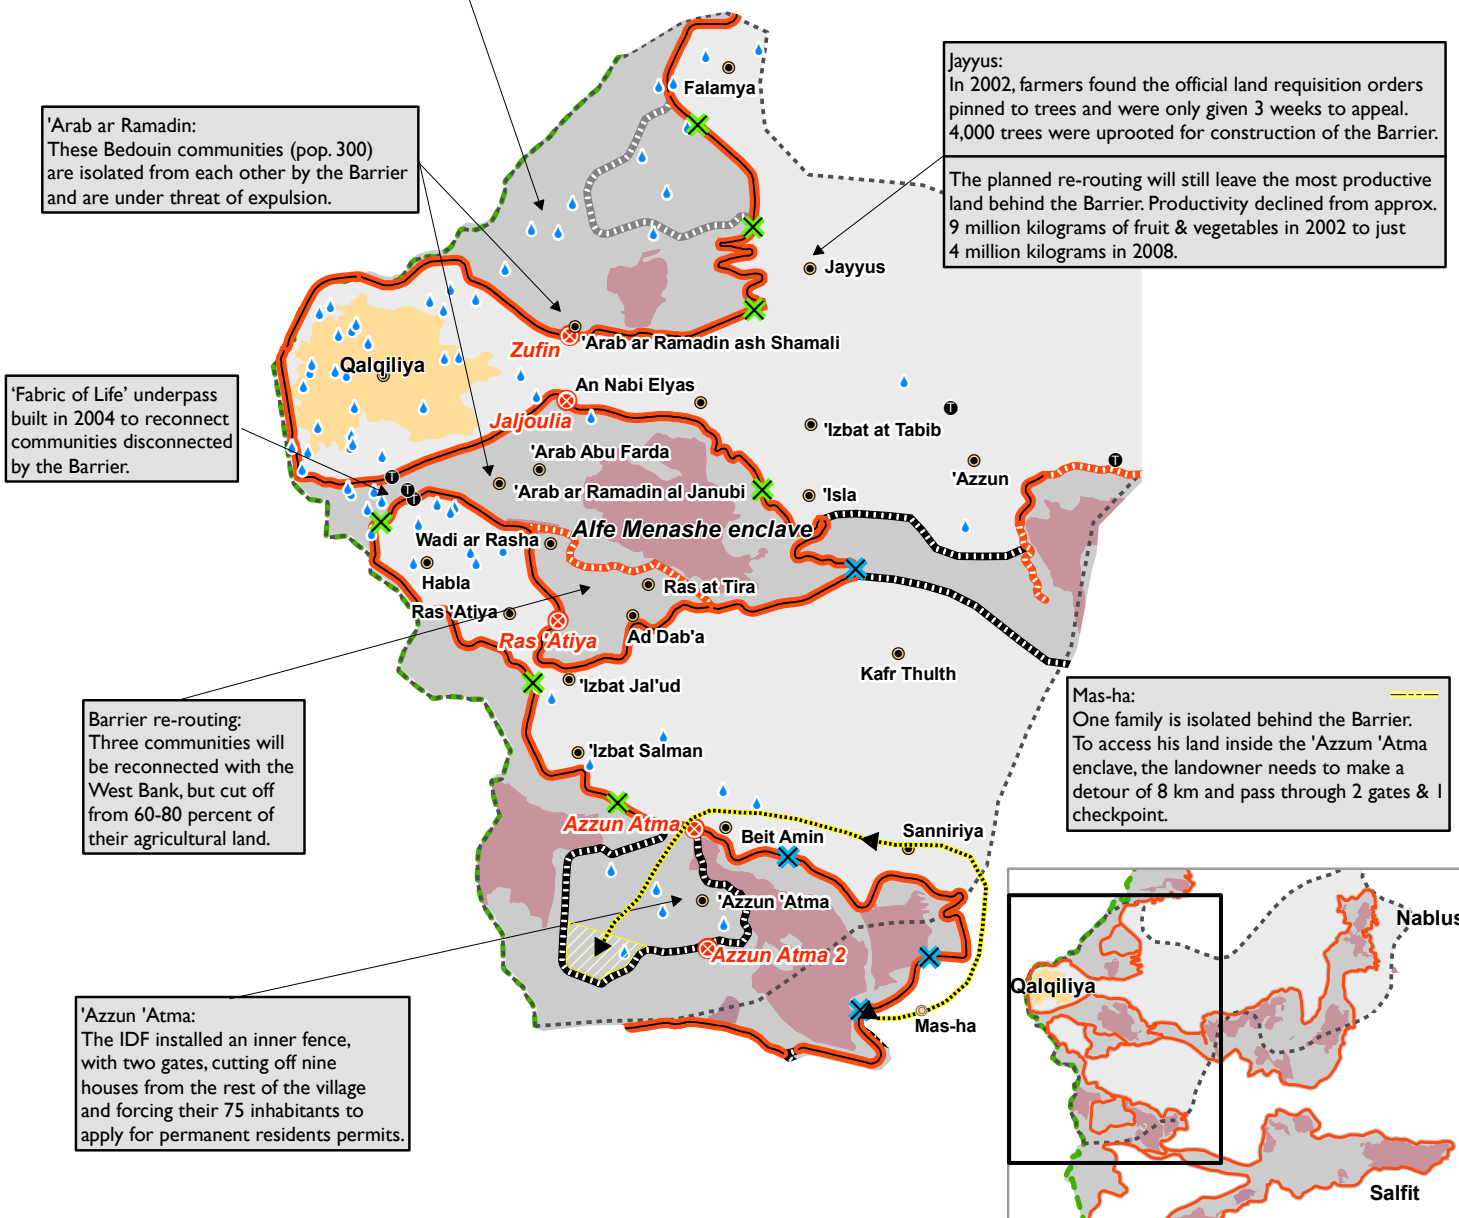 Falamya
Jayyus:
In 2002, farmers found the official land requisition orders
pinned to trees and were only given 3 weeks to appeal.
4,000 trees were uprooted for construction of the Barrier.
The planned re-routing will still leave the most productive
land behind the Barrier. Productivity declined from approx.
9 million kilograms of fruit & vegetables in 2002 to just
4 million kilograms in 2008.
'Arab ar Ramadin:
These Bedouin communities (pop. 300)
are isolated from each other by the Barrier
and are under threat of expulsion.
Jayyus
'Arab ar Ramadin ash Shamali
Zufin
Qalqiliya
An Nabi Elyas
Jaljoulia
'Fabric of Life' underpass
built in 2004 to reconnect
communities disconnected
by the Barrier.
'Izbat at Tabib
T
'Arab Abu Farda
'Azzun
T
'Arab ar Ramadin al Janubi
'Isla
T
T
T
Alfe Menashe enclave
Wadi ar Rasha
Habla
Ras at Tira
Ras 'Atiya
Ras 'Atiya
Ad Dab'a
Kafr Thulth
'Izbat Jal'ud
Barrier re-routing:
Three communities will
be reconnected with the
West Bank, but cut off
from 60-80 percent of
their agricultural land.
Mas-ha:
One family is isolated behind the Barrier.
To access his land inside the 'Azzum 'Atma
enclave, the landowner needs to make a
detour of 8 km and pass through 2 gates & 1
checkpoint.
'Izbat Salman
Azzun Atma
Beit Amin
Sanniriya
'Azzun 'Atma
Azzun Atma 2
Mas-ha
'Azzun 'Atma:
The IDF installed an inner fence,
with two gates, cutting off nine
houses from the rest of the village
and forcing their 75 inhabitants to
apply for permanent residents permits.
Nablus
Qalqiliya
Salfit